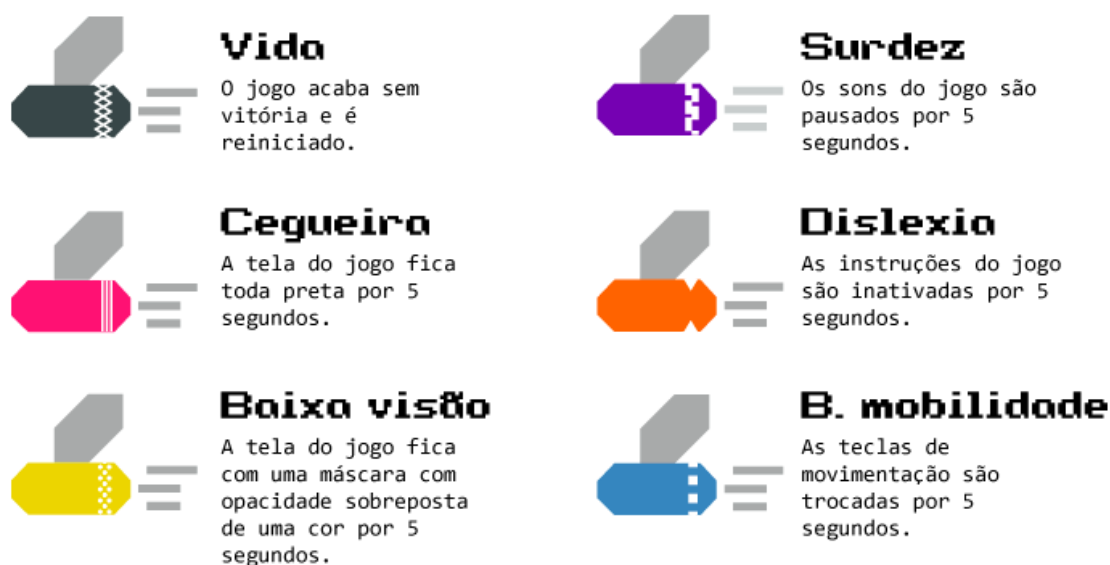 Vida
O jogo acaba sem
vitória e é
reiniciado.
Surdez
Os sons do jogo são
pausados por 5
segundos.
Cegueira
A tela do jogo fica
toda preta por 5
segundos.
Dislexia
As instruções do jogo
são inativadas por 5
segundos.
Baixa visão
A tela do jogo fica
com uma máscara com
opacidade sobreposta
de uma cor por 5
segundos.
B. mobilidade
As teclas de
movimentação são
trocadas por 5
segundos.